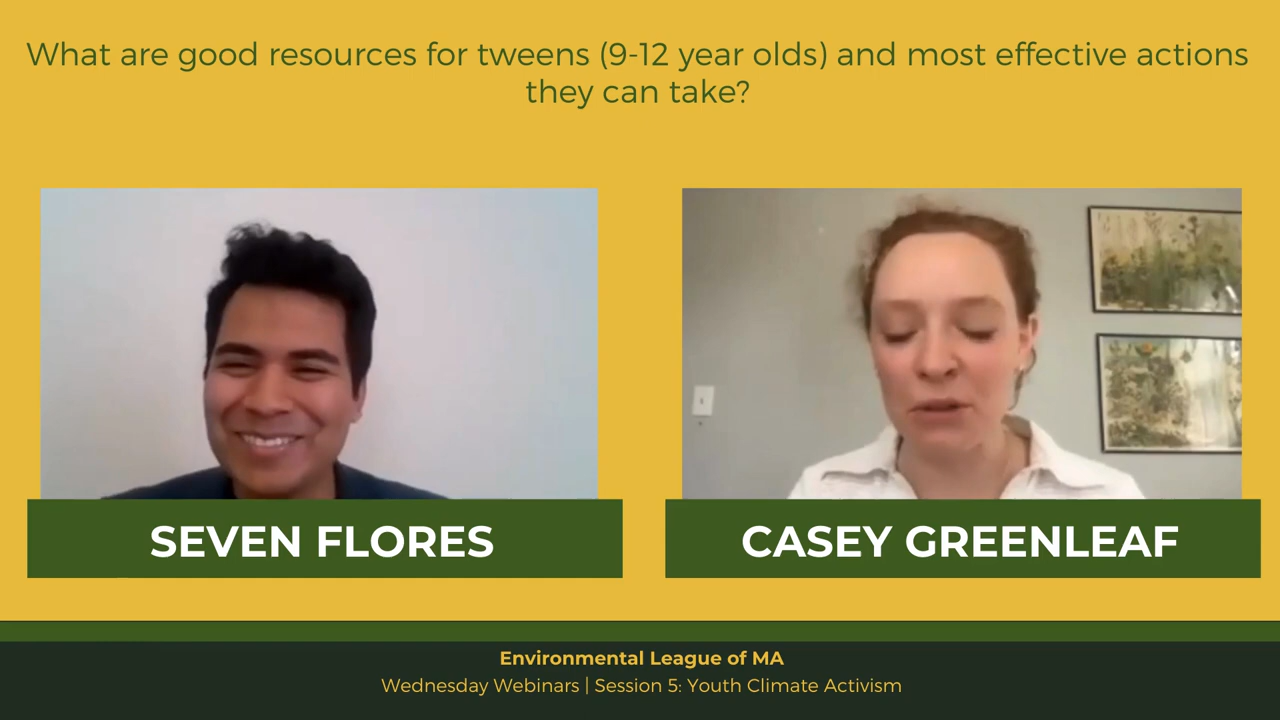 What are good resources for tweens (9-12 year olds) and most effective actions
they can take?
SEVEN FLORES
CASEY GREENLEAF
Environmental League of MA
Wednesday Webinars | Session 5: Youth Climate Activism